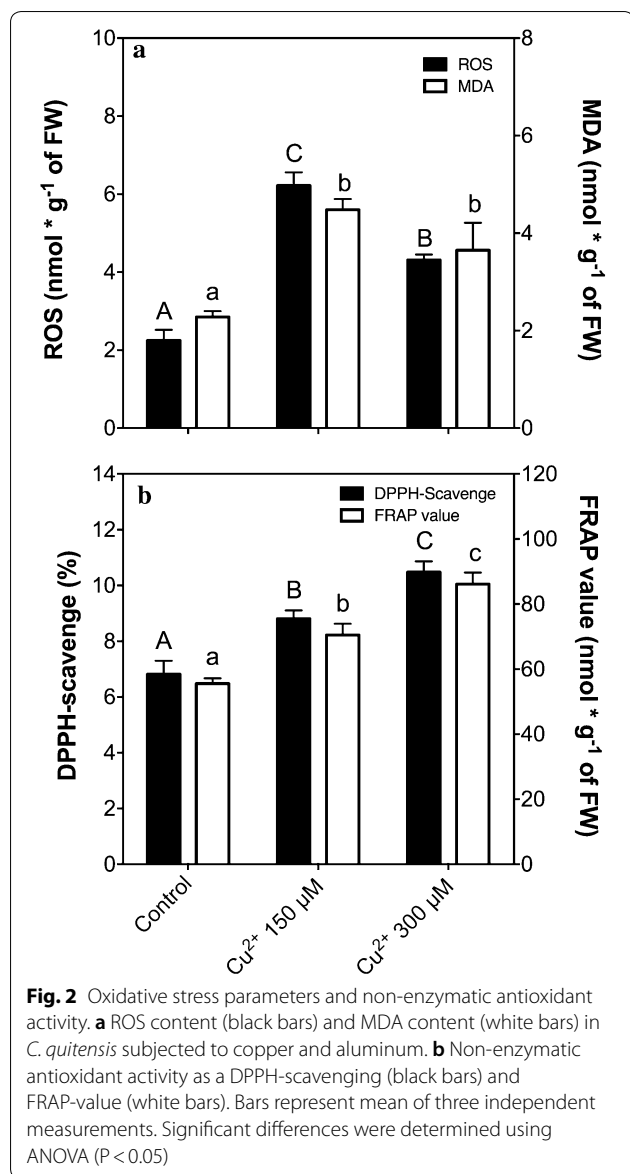 a
10
8
6
4
2
0
ROS (nmol * g-1 of FW)
ROS
MDA
8
6
4
2
0
MDA (nmol * g-1 of FW)
A
a
C
b
B
b
b
14
12
10
8
6
4
2
0
DPPH-scavenge (%)
DPPH-Scavenge
FRAP value
120
100
80
60
40
20
0
FRAP value (nmol * g-1 of FW)
A
a
B
b
C
c
Control
Cu2+ 150 µM
Cu2+ 300 µM
Fig. 2 Oxidative stress parameters and non-enzymatic antioxidant
activity. a ROS content (black bars) and MDA content (white bars) in
C. quitensis subjected to copper and aluminum. b Non-enzymatic
antioxidant activity as a DPPH-scavenging (black bars) and
FRAP-value (white bars). Bars represent mean of three independent
measurements. Significant differences were determined using
ANOVA (P < 0.05)